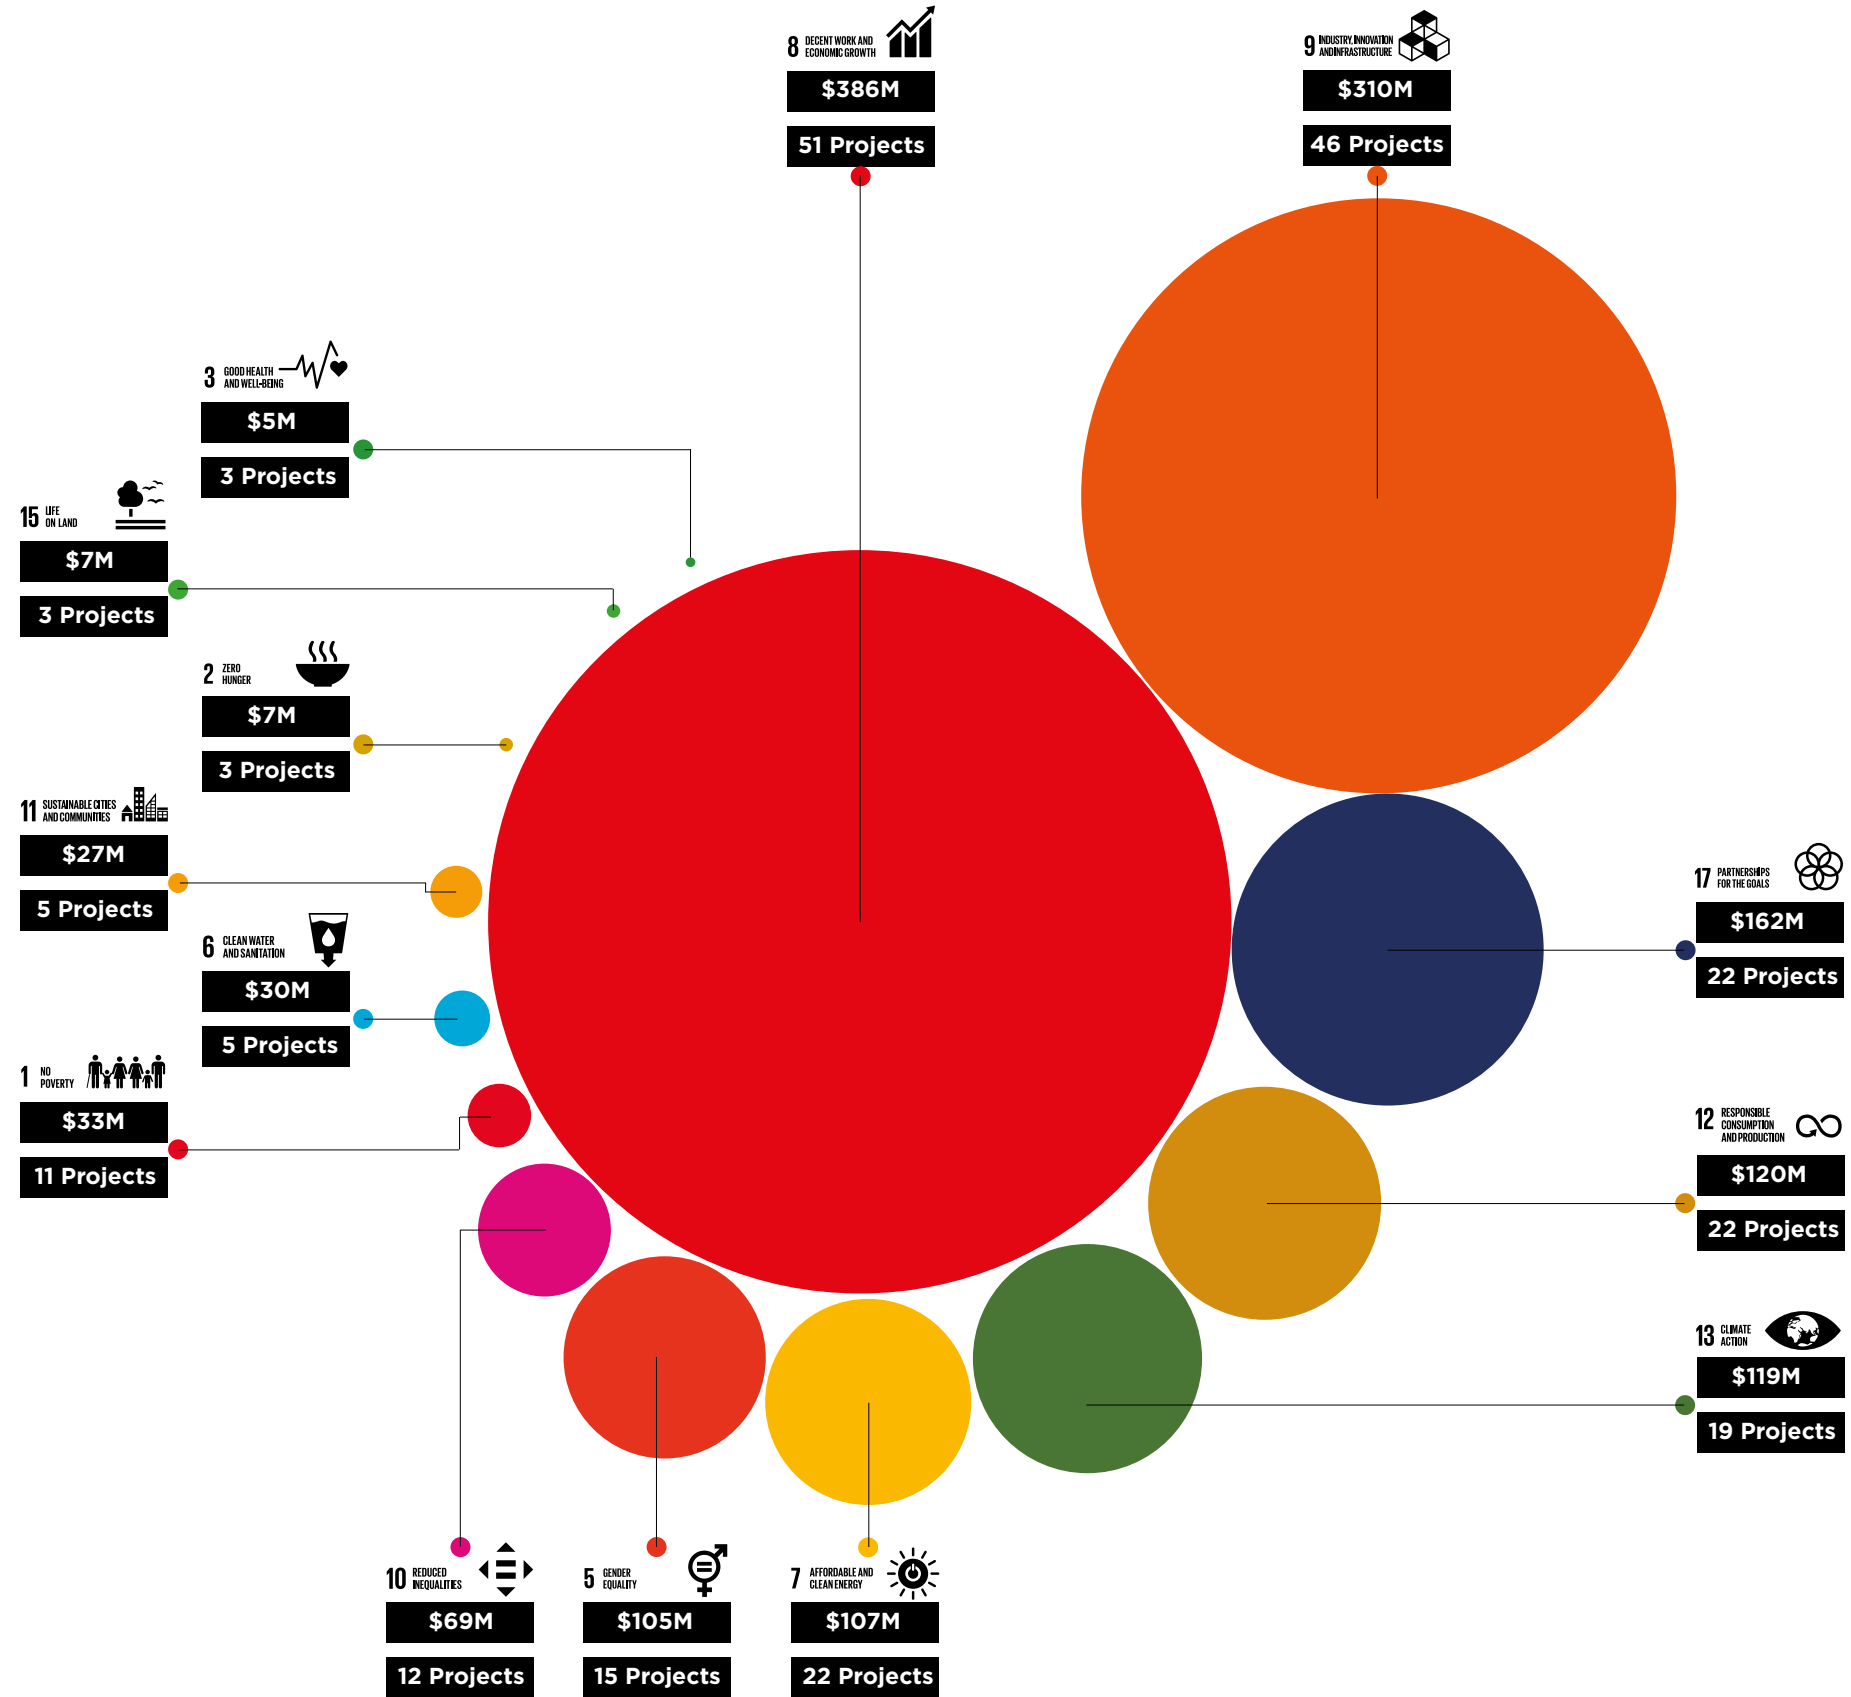 8 DECENT WORK AND
ECONOMIC GROWTH
$386M
51 Projects
9 INDUSTRY, INNOVATION
AND INFRASTRUCTURE
$310M
46 Projects
3 GOOD HEALTH
AND WELL-BEING
$5M
3 Projects
15 LIFE
ON LAND
$7M
3 Projects
2 ZERO
HUNGER
$7M
3 Projects
11 SUSTAINABLE CITIES
AND COMMUNITIES
$27M
5 Projects
6 CLEAN WATER
AND SANITATION
$30M
5 Projects
1 NO
POVERTY
$33M
11 Projects
17 PARTNERSHIPS
FOR THE GOALS
$162M
22 Projects
12 RESPONSIBLE
CONSUMPTION
AND PRODUCTION
$120M
22 Projects
13 CLIMATE
ACTION
$119M
19 Projects
10 REDUCED
INEQUALITIES
$69M
12 Projects
5 GENDER
EQUALITY
$105M
15 Projects
7 AFFORDABLE AND
CLEAN ENERGY
$107M
22 Projects